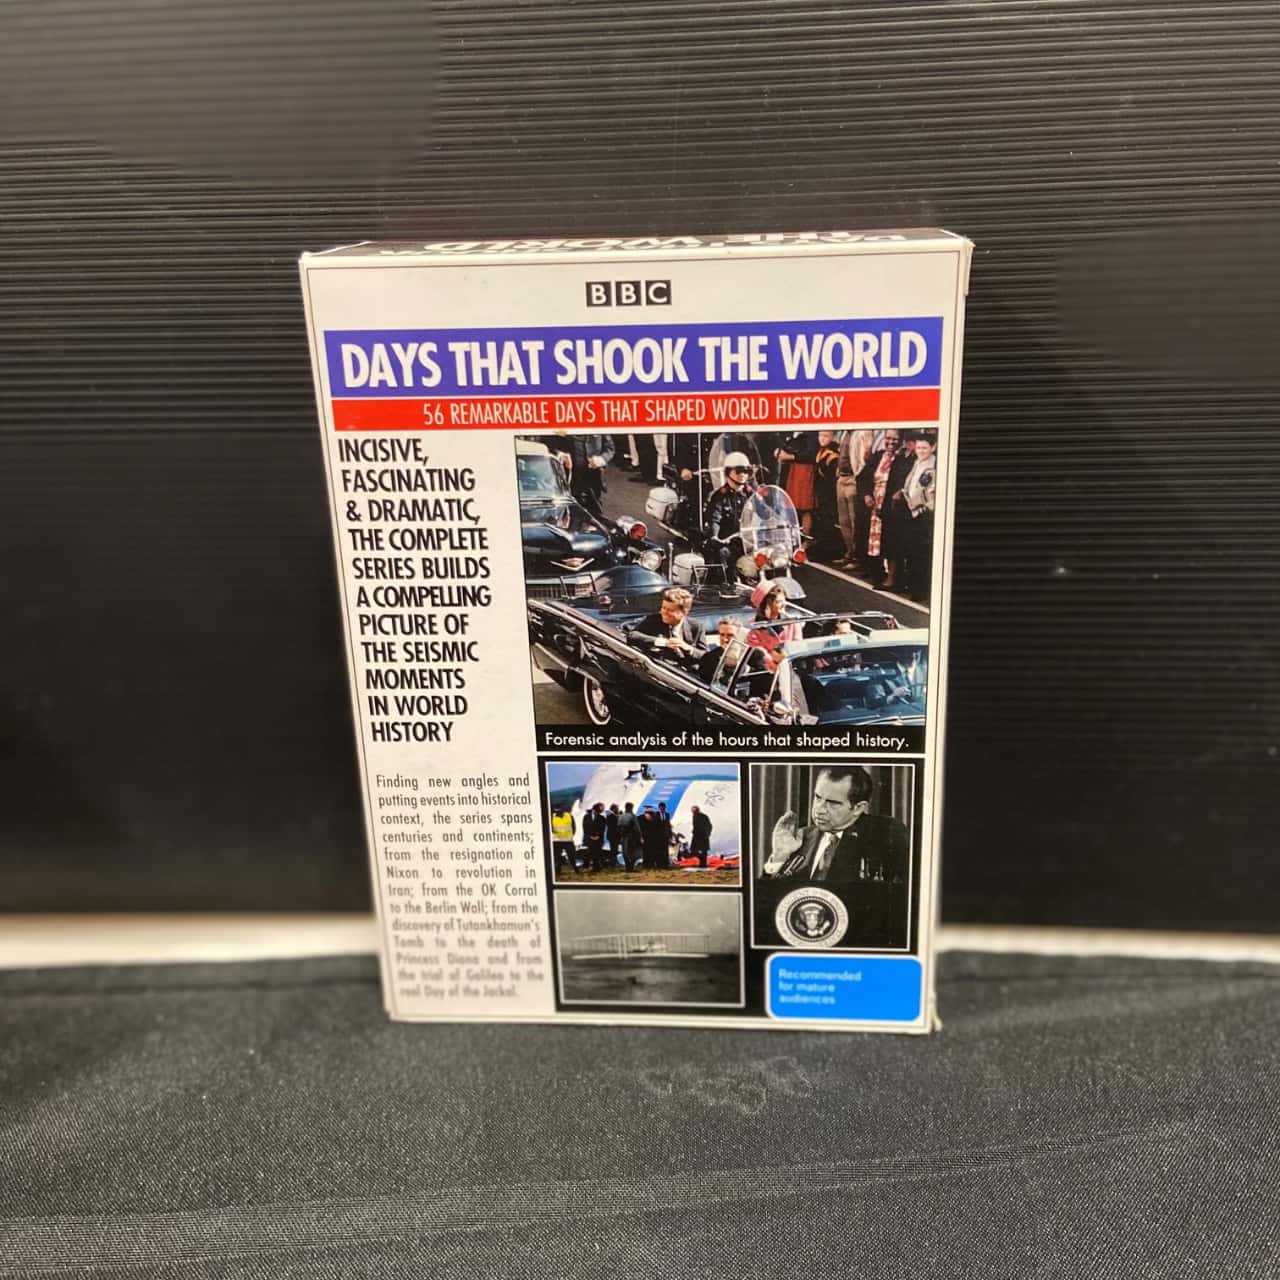 BBC
DAYS THAT SHOOK THE WORLD
56 REMARKABLE DAYS THAT SHAPED WORLD HISTORY
INCISIVE,
FASCINATING
& DRAMATIC,
THE COMPLETE
SERIES BUILDS
A COMPELLING
PICTURE OF
THE SEISMIC
MOMENTS
IN WORLD
HISTORY
Forensic analysis of the hours that shaped history.
Finding new angles and
putting events into historical
context, the series spans
centuries and continents;
from the resignation of
Nixon to revolution in
Iran; from the OK Corral
to the Berlin Wall; from the
discovery of Tutankhamun's
Tomb to the death of
Princess Diana and from
the trial of Galileo to the
real Day of the Jackal.
Recommended
for mature
audiences